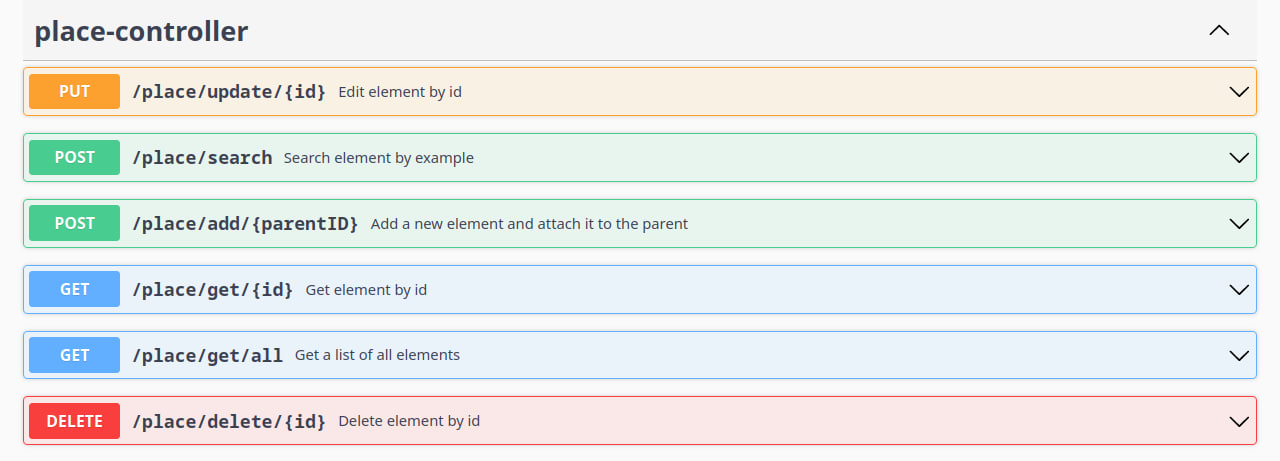 place-controller
PUT /place/update/{id} Edit element by id
POST /place/search Search element by example
POST /place/add/{parentID} Add a new element and attach it to the parent
GET /place/get/{id} Get element by id
GET /place/get/all Get a list of all elements
DELETE /place/delete/{id} Delete element by id